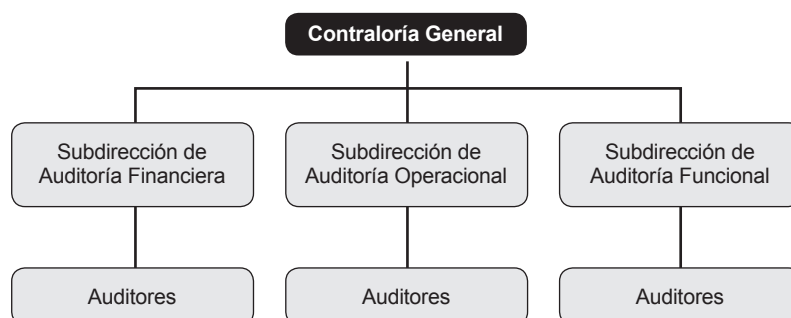 Contraloría General
Subdirección de
Auditoría Financiera
Subdirección de
Auditoría Operacional
Subdirección de
Auditoría Funcional
Auditores
Auditores
Auditores